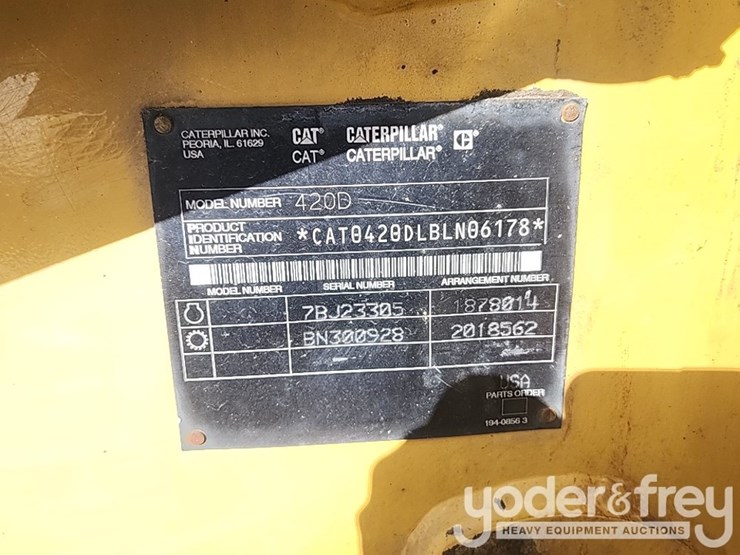 CATERPILLAR INC.
PEORIA, IL. 61629
USA
CAT® CATERPILLAR® C®
CAT® CATERPILLAR®
MODEL NUMBER 420D
PRODUCT IDENTIFICATION NUMBER *CAT0420DLBLN06178*
MODEL NUMBER SERIAL NUMBER ARRANGEMENT NUMBER
7BJ23305 1878014
BN300928 2018562
USA
PARTS ORDER
194-0856 3
yoder&frey
HEAVY EQUIPMENT AUCTIONS